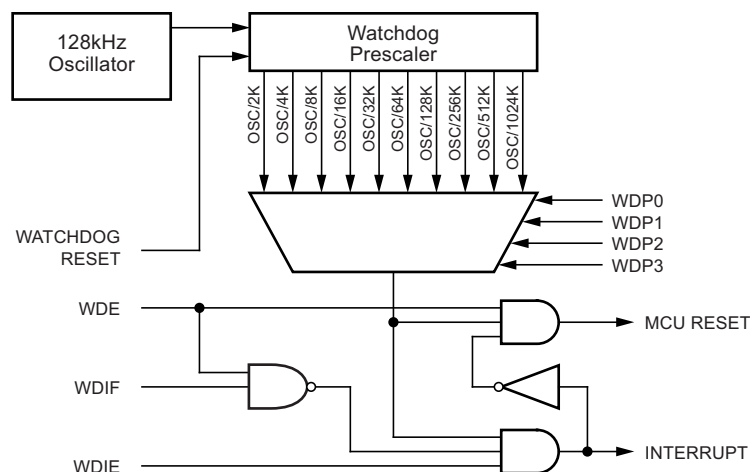 128kHz
Oscillator
Watchdog
Prescaler
OSC/2K
OSC/4K
OSC/8K
OSC/16K
OSC/32K
OSC/64K
OSC/128K
OSC/256K
OSC/512K
OSC/1024K
WDP0
WDP1
WDP2
WDP3
WATCHDOG
RESET
WDE
MCU RESET
WDIF
INTERRUPT
WDIE